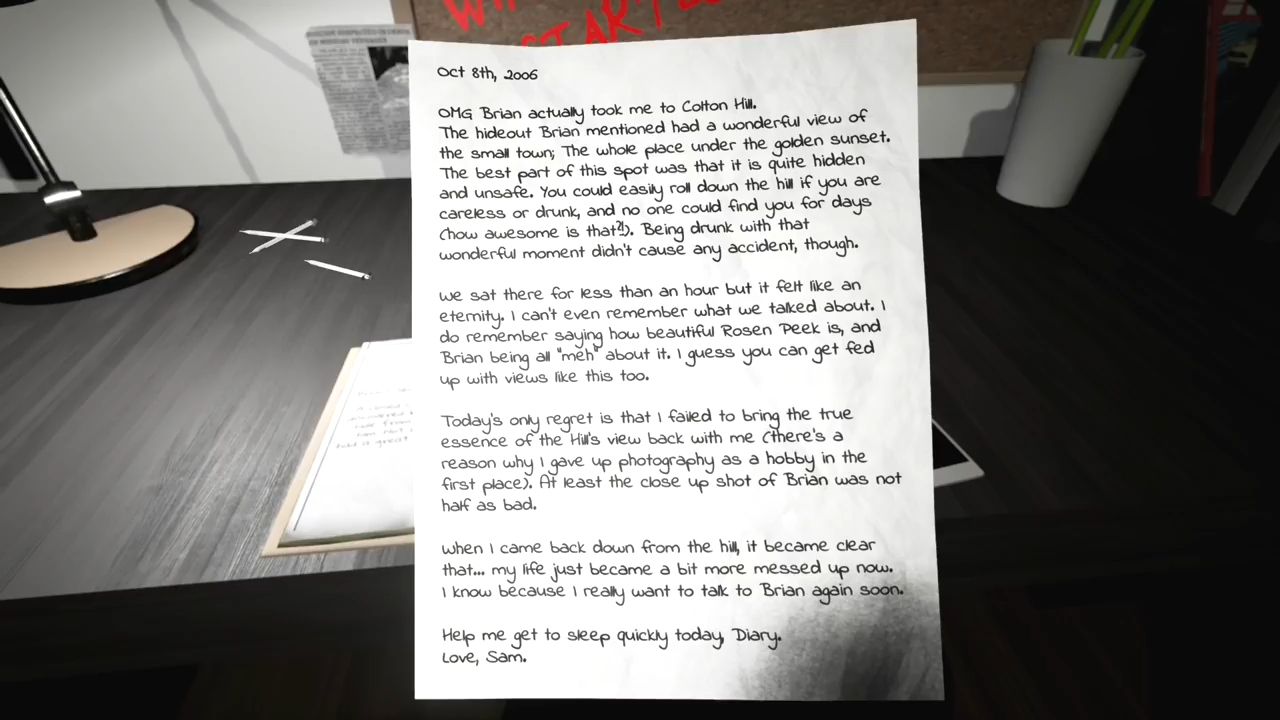 START
Oct 8th, 2006
OMG Brian actually took me to Colton Hill.
The hideout Brian mentioned had a wonderful view of
the small town; The whole place under the golden sunset.
The best part of this spot was that it is quite hidden
and unsafe. You could easily roll down the hill if you are
careless or drunk, and no one could find you for days
(how awesome is that?!). Being drunk with that
wonderful moment didn't cause any accident, though.
we sat there for less than an hour but it felt like an
eternity. I can't even remember what we talked about. I
do remember saying how beautiful Rosen Peek is, and
Brian being all "meh" about it. I guess you can get fed
up with views like this too.
Today's only regret is that I failed to bring the true
essence of the Hill's view back with me (there's a
reason why I gave up photography as a hobby in the
first place). At least the close up shot of Brian was not
half as bad.
when I came back down from the hill, it became clear
that... my life just became a bit more messed up now.
I know because I really want to talk to Brian again soon.
Help me get to sleep quickly today, Diary.
Love, Sam.